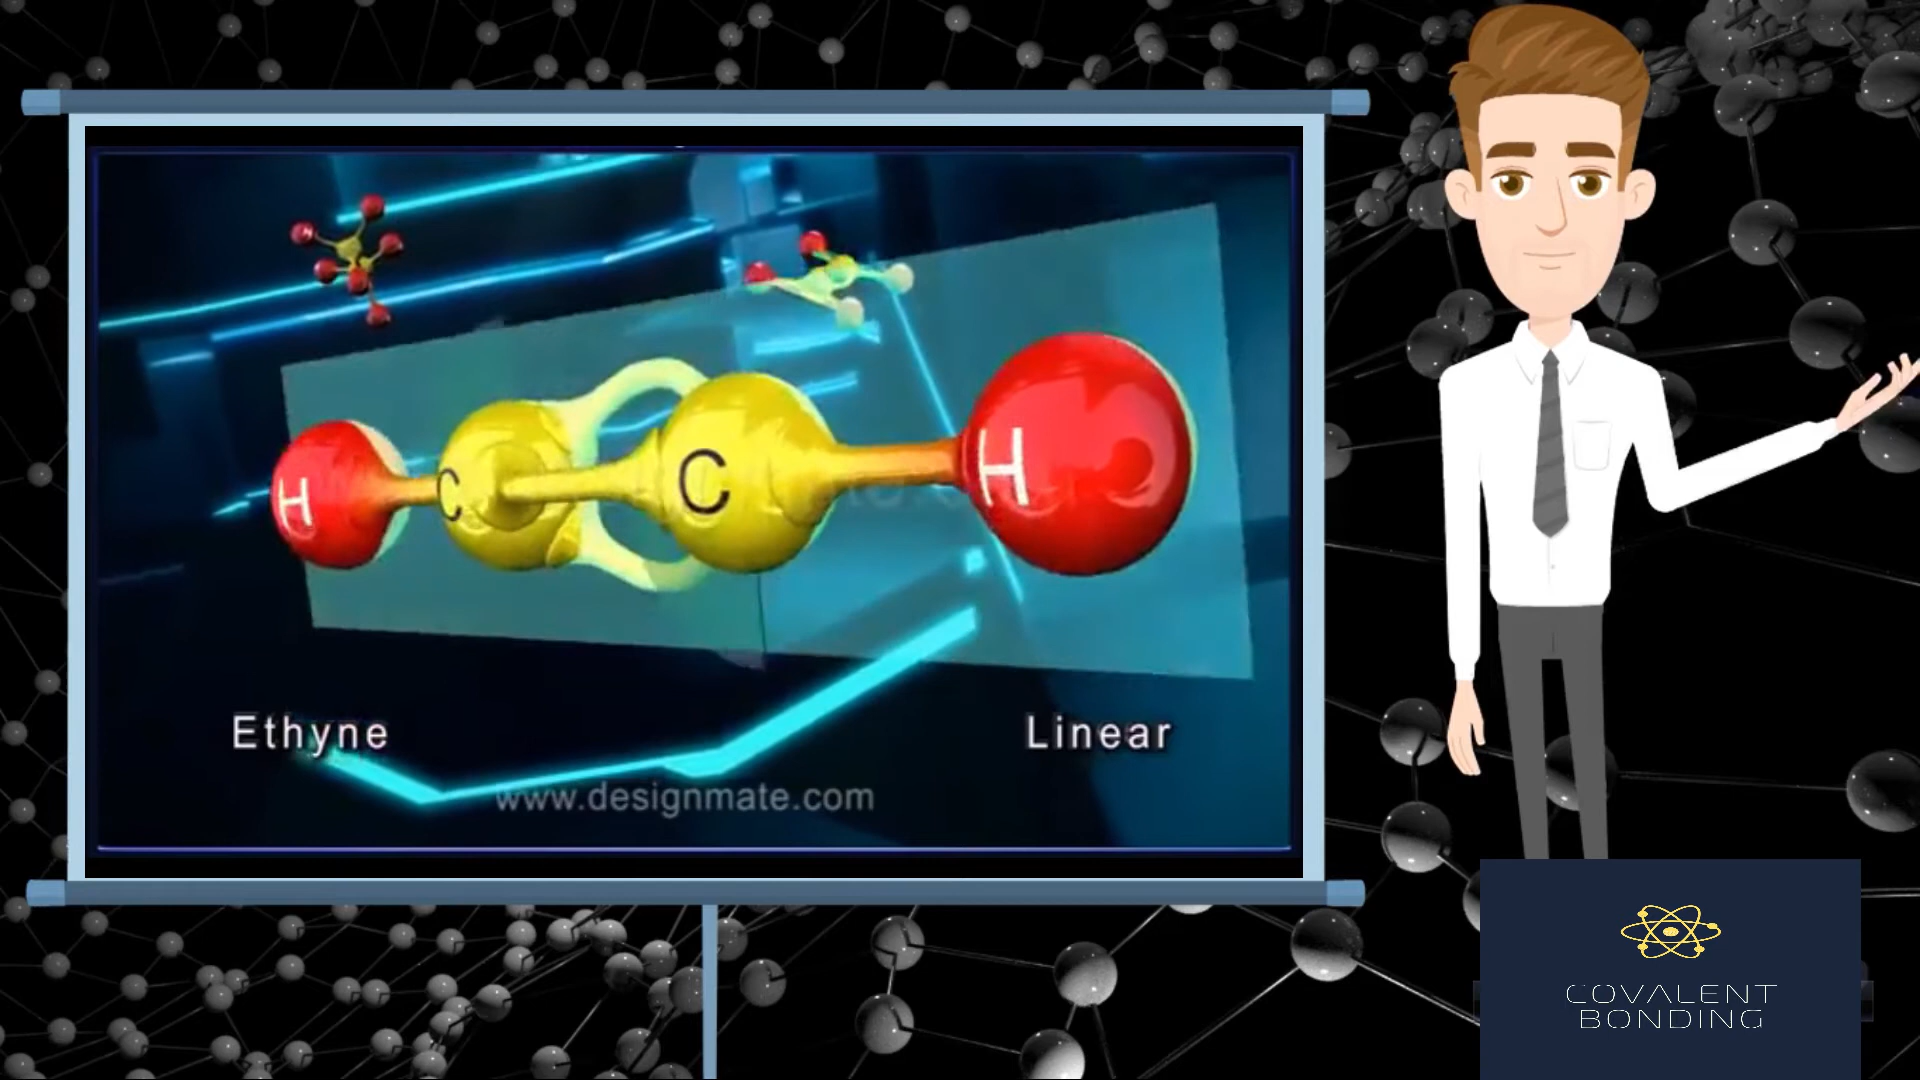 H C C H
Ethyne
Linear
www.designmate.com
COVALENT
BONDING